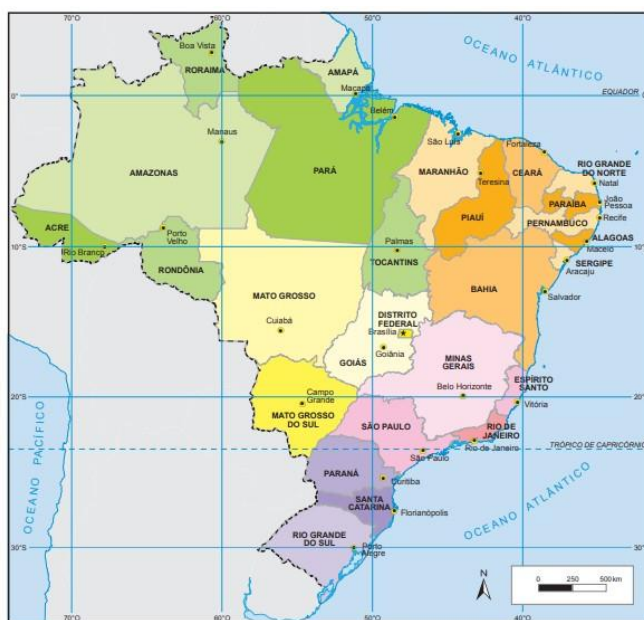 70°O
60°O
50°O
40°O
OCEANO ATLÂNTICO
Boa Vista
RORAIMA
AMAPÁ
Macapá
EQUADOR
0°
0°
Belém
São Luís
Fortaleza
Manaus
AMAZONAS
PARÁ
MARANHÃO
Teresina
CEARÁ
RIO GRANDE
DO NORTE
Natal
PARAÍBA
João
Pessoa
PIAUÍ
PERNAMBUCO
Recife
ACRE
Porto
Velho
Rio Branco
10°S
Palmas
TOCANTINS
ALAGOAS
Maceió
10°S
RONDÔNIA
SERGIPE
Aracaju
MATO GROSSO
BAHIA
Salvador
DISTRITO
FEDERAL
Cuiabá
Brasília
Goiânia
GOIÁS
MINAS
GERAIS
ESPÍRITO
SANTO
Campo
Grande
Belo Horizonte
20°S
20°S
Vitória
MATO GROSSO
DO SUL
SÃO PAULO
RIO DE
JANEIRO
Rio de Janeiro
TRÓPICO DE CAPRICÓRNIO
São Paulo
OCEANO PACÍFICO
PARANÁ
Curitiba
SANTA
CATARINA
Florianópolis
OCEANO ATLÂNTICO
RIO GRANDE
DO SUL
Porto
Alegre
30°S
30°S
N
0 250 500km
70°O
60°O
50°O
40°O